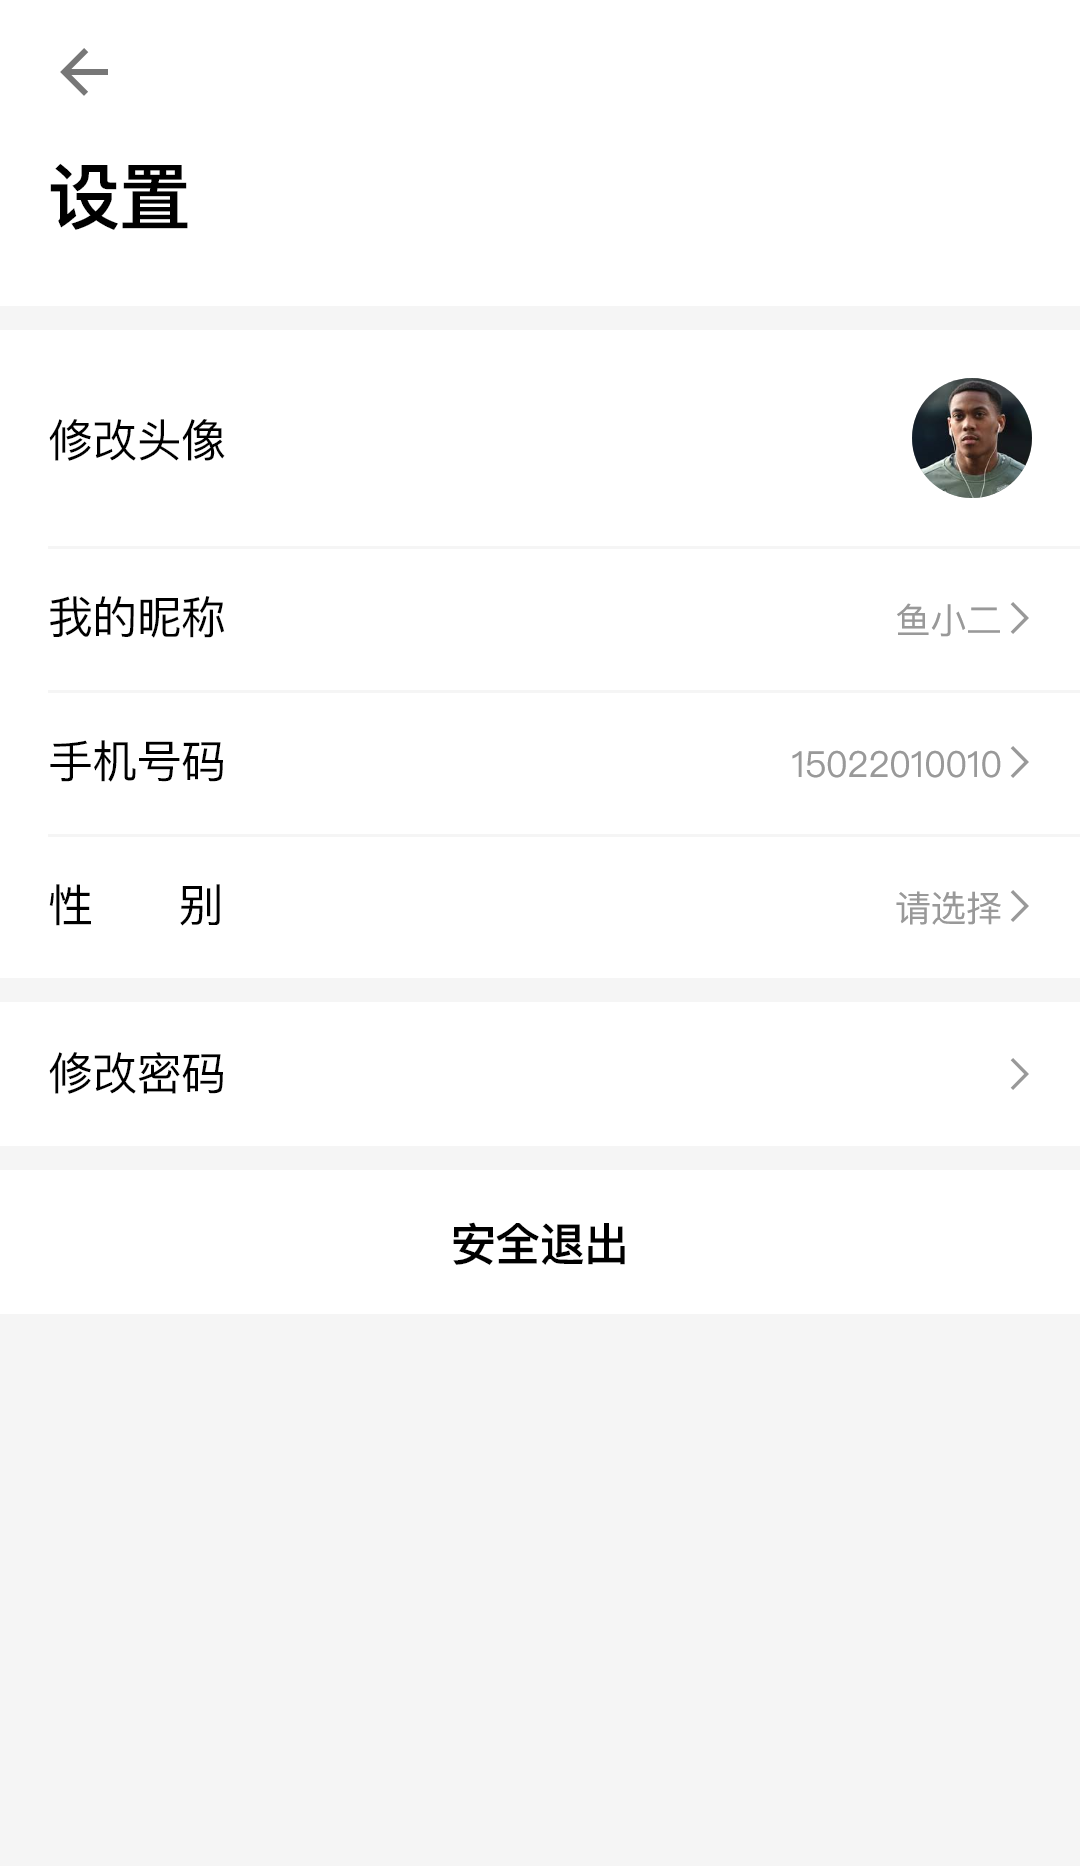 设置
修改头像
我的昵称 鱼小二
手机号码 15022010010
性 别 请选择
修改密码
安全退出